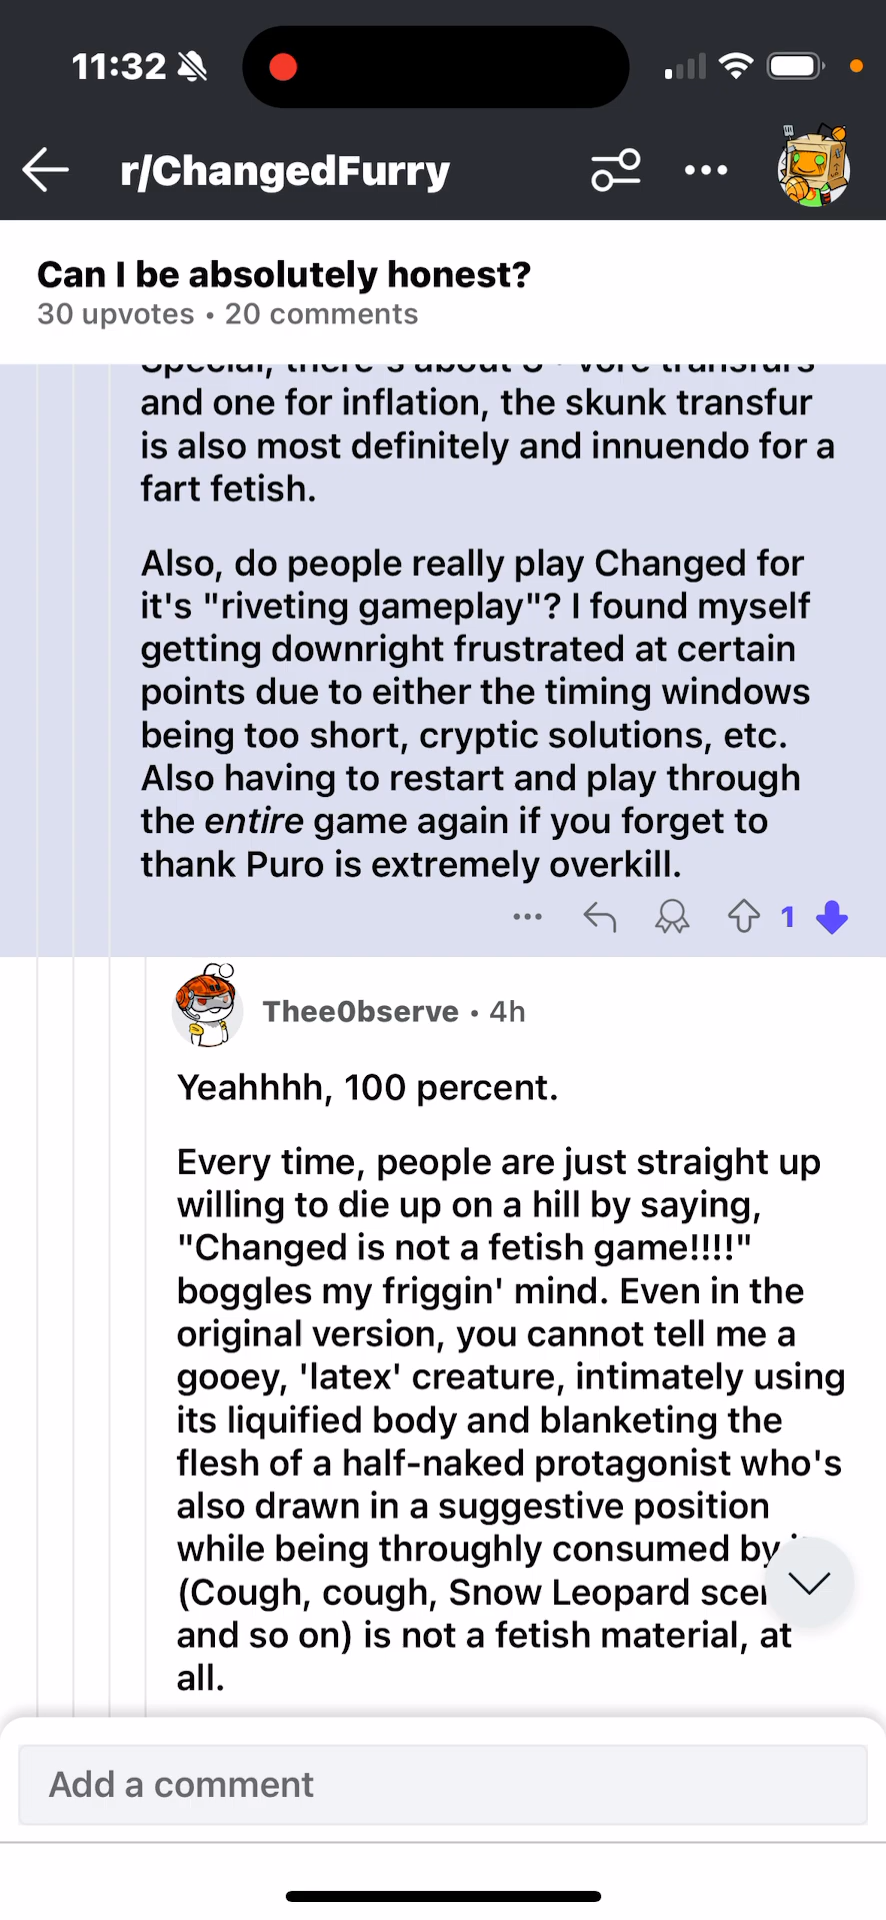 11:32
r/ChangedFurry
Can I be absolutely honest?
30 upvotes • 20 comments
and one for inflation, the skunk transfur
is also most definitely and innuendo for a
fart fetish.
Also, do people really play Changed for
it's "riveting gameplay"? I found myself
getting downright frustrated at certain
points due to either the timing windows
being too short, cryptic solutions, etc.
Also having to restart and play through
the entire game again if you forget to
thank Puro is extremely overkill.
1
TheeObserve • 4h
Yeahhhh, 100 percent.
Every time, people are just straight up
willing to die up on a hill by saying,
"Changed is not a fetish game!!!!"
boggles my friggin' mind. Even in the
original version, you cannot tell me a
gooey, 'latex' creature, intimately using
its liquified body and blanketing the
flesh of a half-naked protagonist who's
also drawn in a suggestive position
while being throughly consumed by
(Cough, cough, Snow Leopard
and so on) is not a fetish material, at
all.
Add a comment